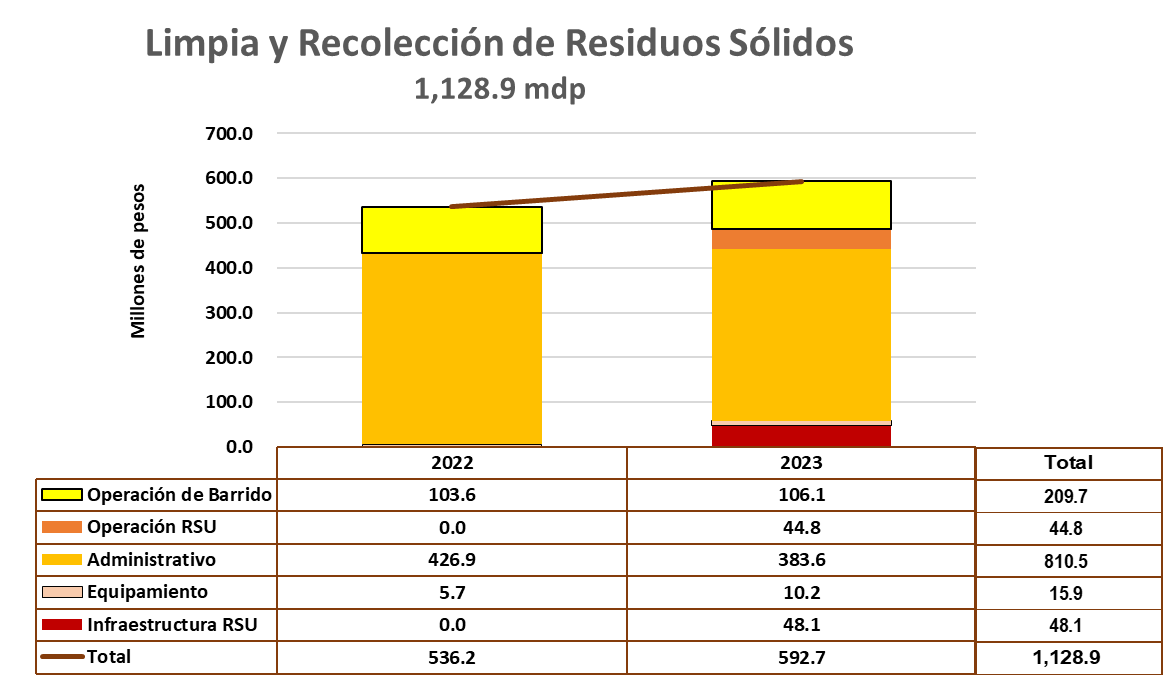 Limpia y Recolección de Residuos Sólidos
1,128.9 mdp
Millones de pesos
700.0
600.0
500.0
400.0
300.0
200.0
100.0
0.0
2022 2023 Total
Operación de Barrido 103.6 106.1 209.7
Operación RSU 0.0 44.8 44.8
Administrativo 426.9 383.6 810.5
Equipamiento 5.7 10.2 15.9
Infraestructura RSU 0.0 48.1 48.1
Total 536.2 592.7 1,128.9